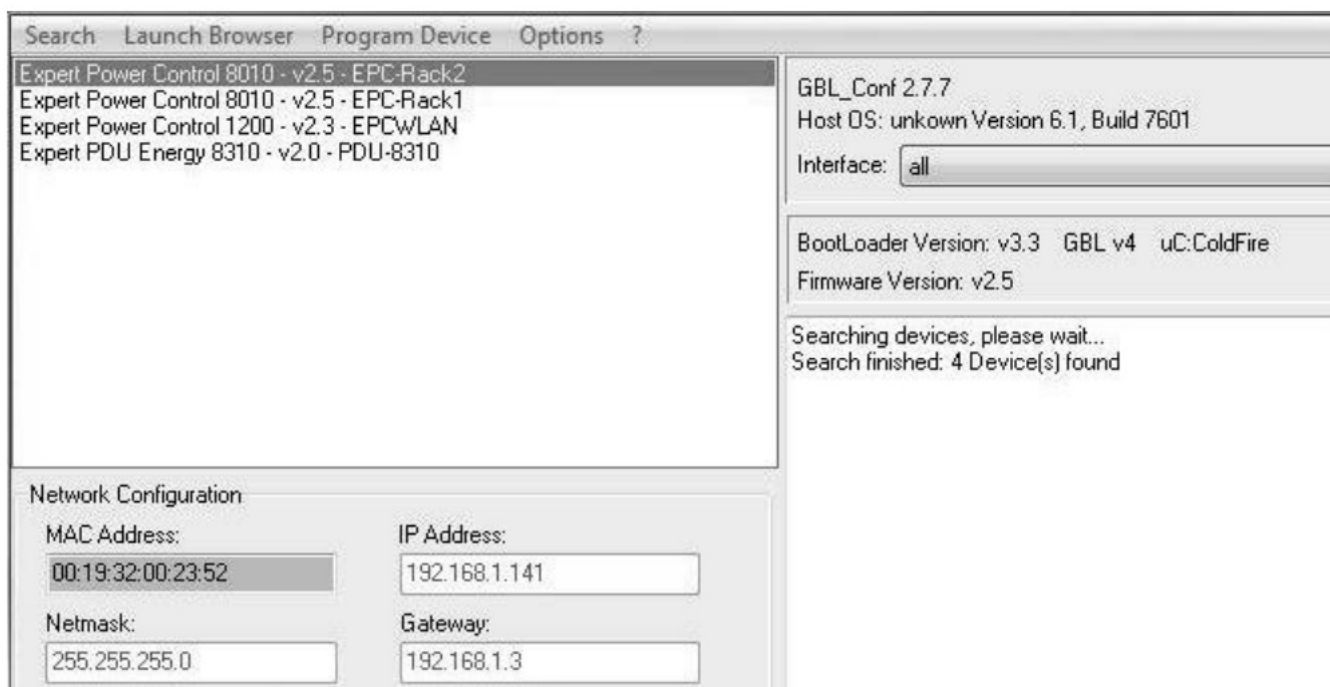 Search Launch Browser Program Device Options ?
Expert Power Control 8010 - v2.5 - EPC-Rack2
Expert Power Control 8010 - v2.5 - EPC-Rack1
Expert Power Control 1200 - v2.3 - EPCWLAN
Expert PDU Energy 8310 - v2.0 - PDU-8310
GBL_Conf 2.7.7
Host OS: unkown Version 6.1, Build 7601
Interface: all
BootLoader Version: v3.3 GBL v4 uC:ColdFire
Firmware Version: v2.5
Searching devices, please wait...
Search finished: 4 Device(s) found
Network Configuration
MAC Address: IP Address:
00:19:32:00:23:52 192.168.1.141
Netmask: Gateway:
255.255.255.0 192.168.1.3